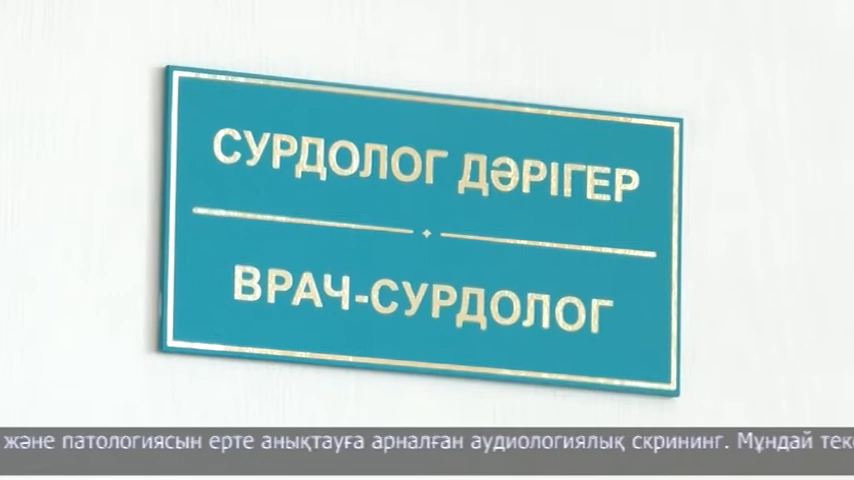 СУРДОЛОГ ДӘРІГЕР
ВРАЧ-СУРДОЛОГ
және патологиясын ерте анықтауға арналған аудиологиялық скрининг. Мұндай